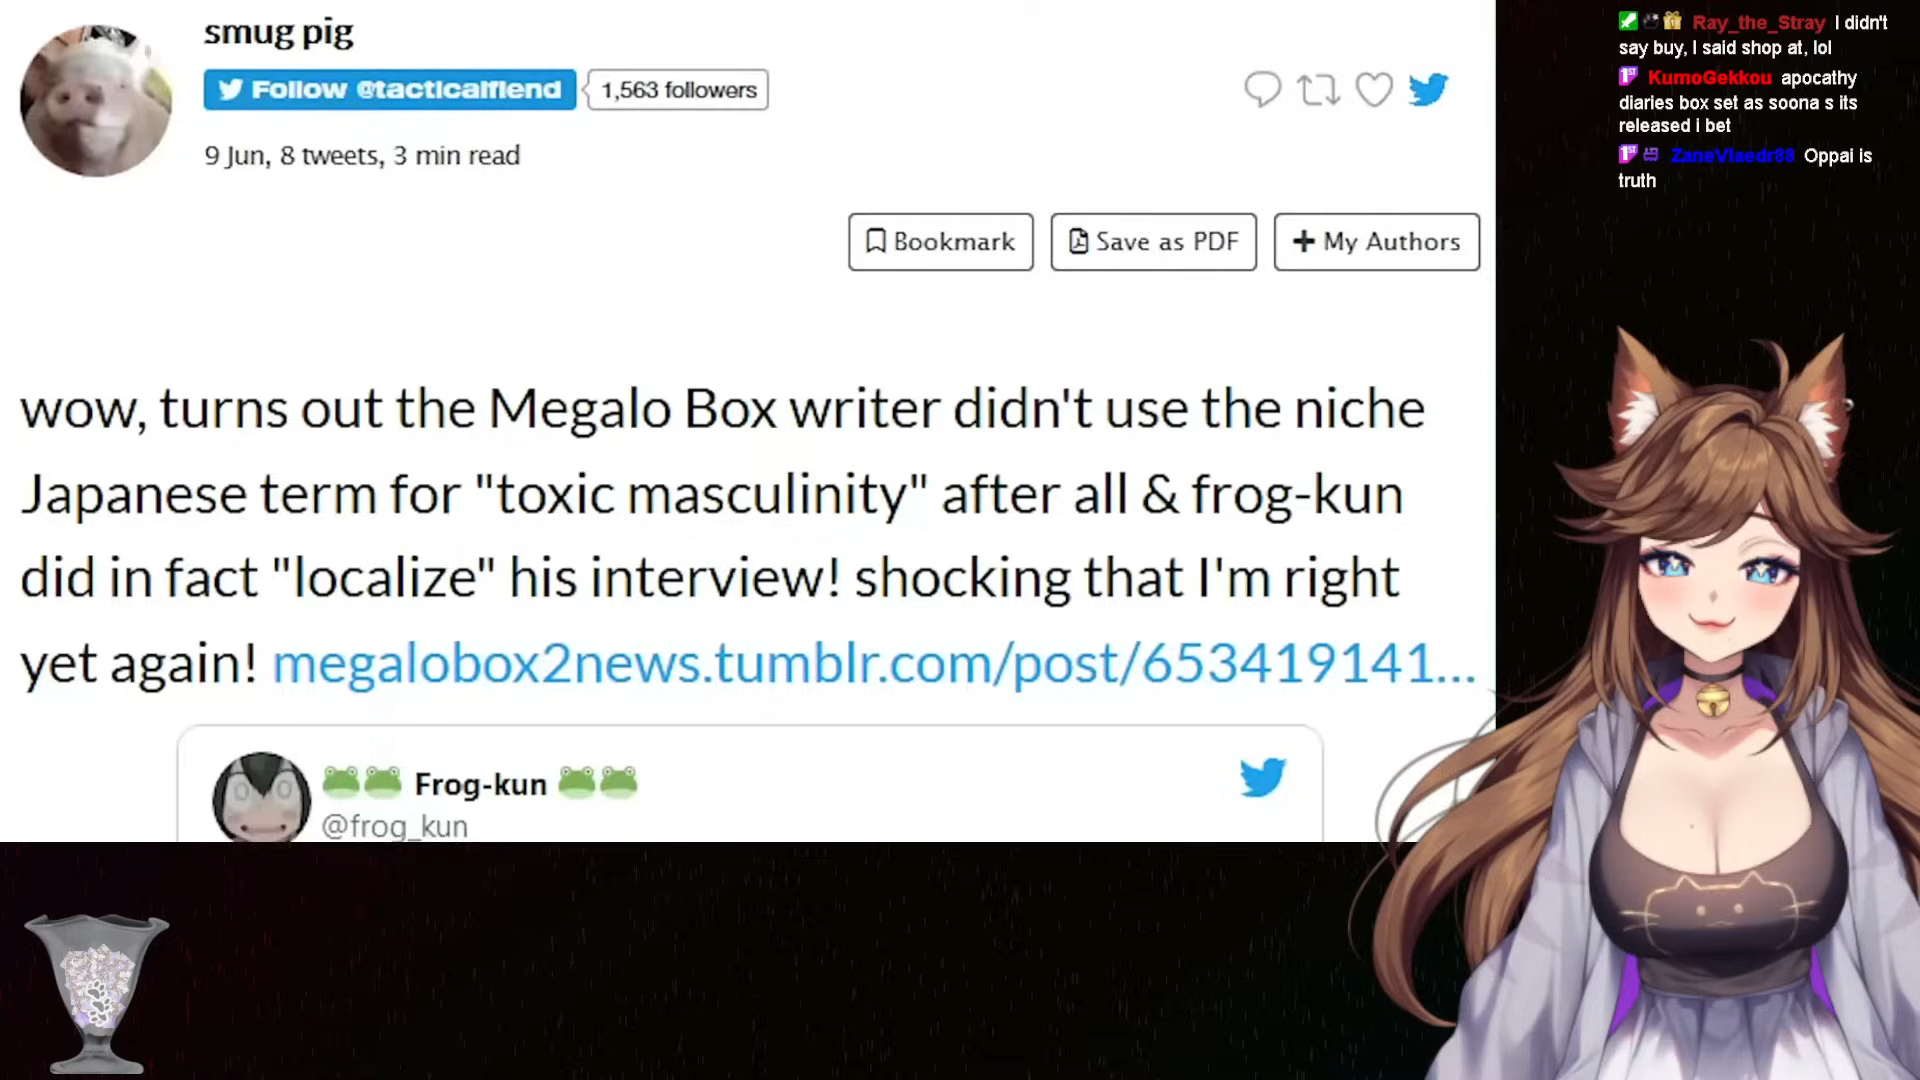 smug pig
Follow @tacticalfiend
1,563 followers
9 Jun, 8 tweets, 3 min read
Bookmark
Save as PDF
My Authors
wow, turns out the Megalo Box writer didn't use the niche
Japanese term for "toxic masculinity" after all & frog-kun
did in fact "localize" his interview! shocking that I'm right
yet again! megalobox2news.tumblr.com/post/653419141...
Frog-kun
@frog_kun
Ray_the_Stray I didn't
say buy, I said shop at, lol
1ST KumoGekkou apocathy
diaries box set as soona s its
released i bet
1ST ZaneVlaedr88 Oppai is
truth